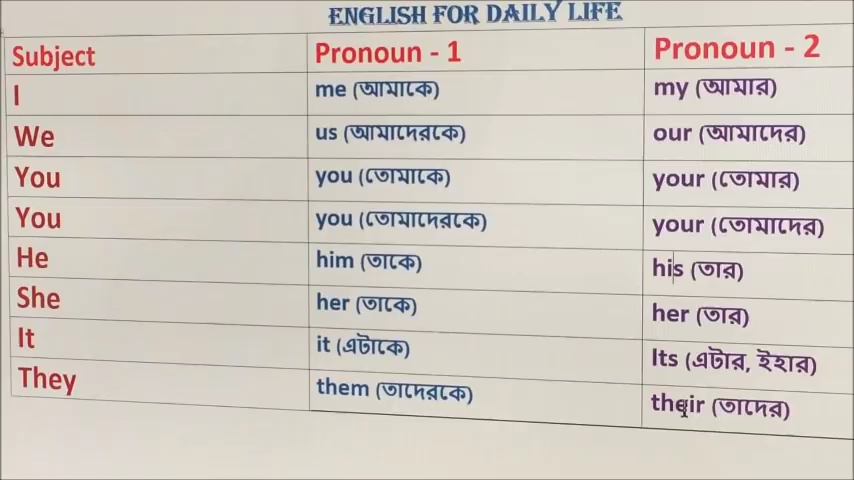 ENGLISH FOR DAILY LIFE
Subject Pronoun - 1 Pronoun - 2
I me (আমাকে) my (আমার)
We us (আমাদেরকে) our (আমাদের)
You you (তোমাকে) your (তোমার)
You you (তোমাদেরকে) your (তোমাদের)
He him (তাকে) his (তার)
She her (তাকে) her (তার)
It it (এটাকে) Its (এটার, ইহার)
They them (তাদেরকে) their (তাদের)